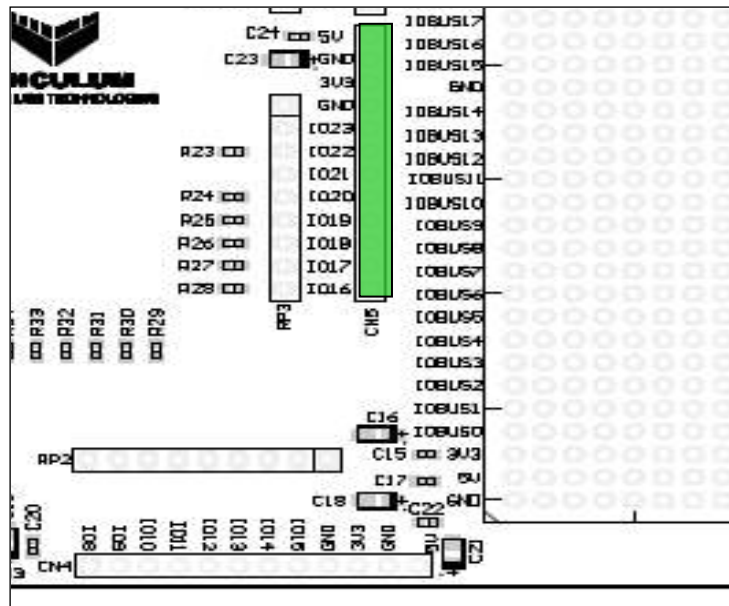 C24 5V
C23 +GND
3V3
GND
IO23
R23 IO22
IO21
R24 IO20
R25 IO19
R26 IO18
R27 IO17
R28 IO16
RP3
CN5
IOBUS17
IOBUS16
IOBUS15
GND
IOBUS14
IOBUS13
IOBUS12
IOBUS11
IOBUS10
IOBUS9
IOBUS8
IOBUS7
IOBUS6
IOBUS5
IOBUS4
IOBUS3
IOBUS2
IOBUS1
IOBUS0
3V3
5V
GND
R33
R32
R31
R30
R29
C16
C15
C17
C18
C22
RP2
C20
IO8
IO9
IO10
IO11
IO12
IO13
IO14
IO15
GND
3V3
GND
5V
CN4
C21